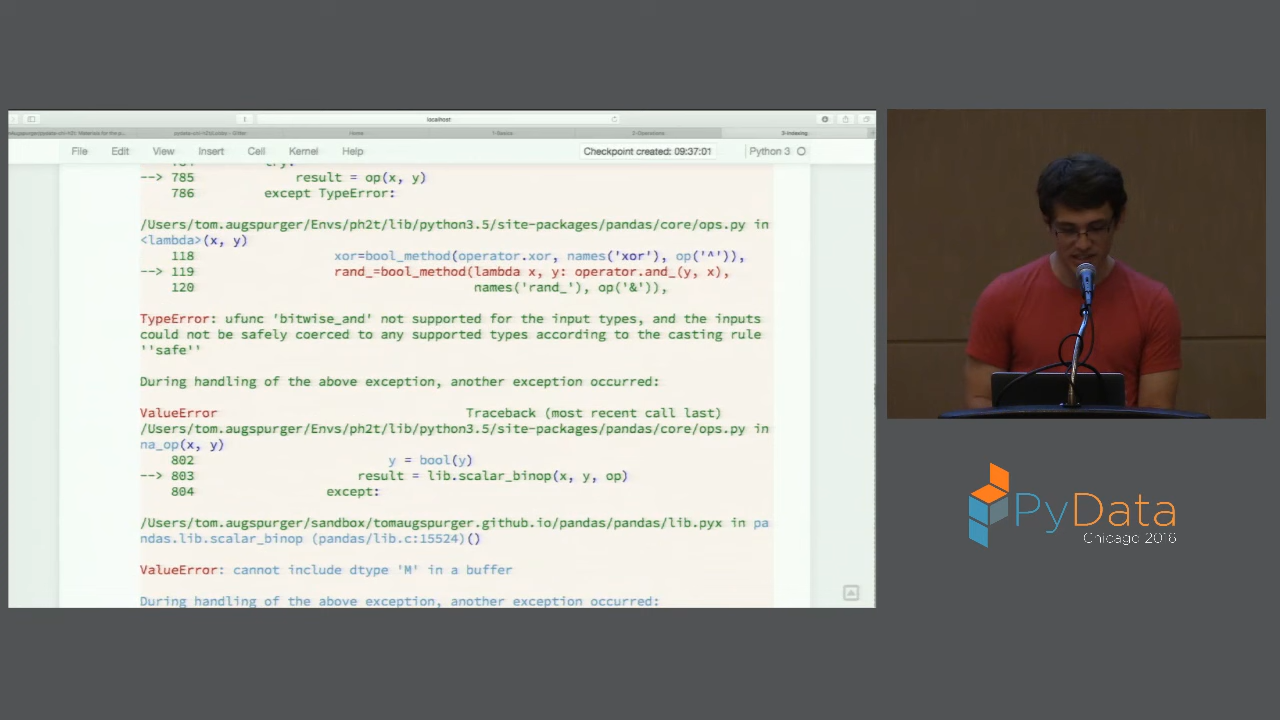 localhost
Home
1-Basics
2-Operations
3-Indexing
File Edit View Insert Cell Kernel Help Checkpoint created: 09:37:01 Python 3
--> 785 result = op(x, y)
786 except TypeError:
/Users/tom.augspurger/Envs/ph2t/lib/python3.5/site-packages/pandas/core/ops.py in
<lambda>(x, y)
118 xor=bool_method(operator.xor, names('xor'), op('^')),
--> 119 rand_=bool_method(lambda x, y: operator.and_(y, x),
120 names('rand_'), op('&')),
TypeError: ufunc 'bitwise_and' not supported for the input types, and the inputs
could not be safely coerced to any supported types according to the casting rule
''safe''
During handling of the above exception, another exception occurred:
ValueError Traceback (most recent call last)
/Users/tom.augspurger/Envs/ph2t/lib/python3.5/site-packages/pandas/core/ops.py in
na_op(x, y)
802 y = bool(y)
--> 803 result = lib.scalar_binop(x, y, op)
804 except:
/Users/tom.augspurger/sandbox/tomaugspurger.github.io/pandas/pandas/lib.pyx in pa
ndas.lib.scalar_binop (pandas/lib.c:15524)()
ValueError: cannot include dtype 'M' in a buffer
During handling of the above exception, another exception occurred:
PyData
Chicago 2016